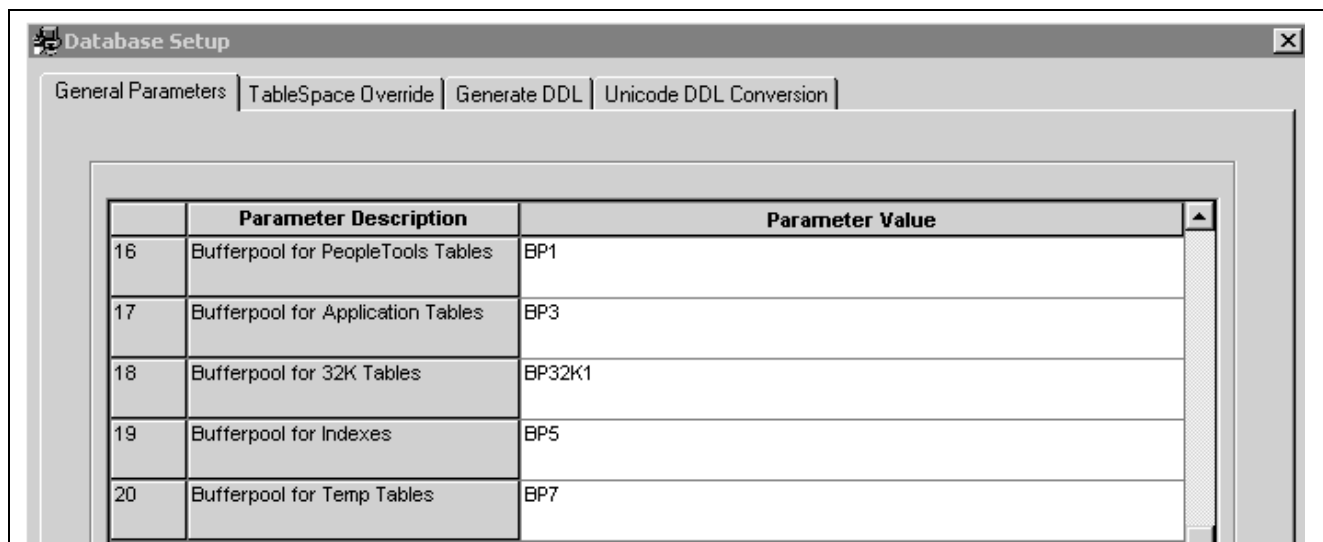 Database Setup
General Parameters TableSpace Override Generate DDL Unicode DDL Conversion
Parameter Description Parameter Value
16 Bufferpool for PeopleTools Tables BP1
17 Bufferpool for Application Tables BP3
18 Bufferpool for 32K Tables BP32K1
19 Bufferpool for Indexes BP5
20 Bufferpool for Temp Tables BP7